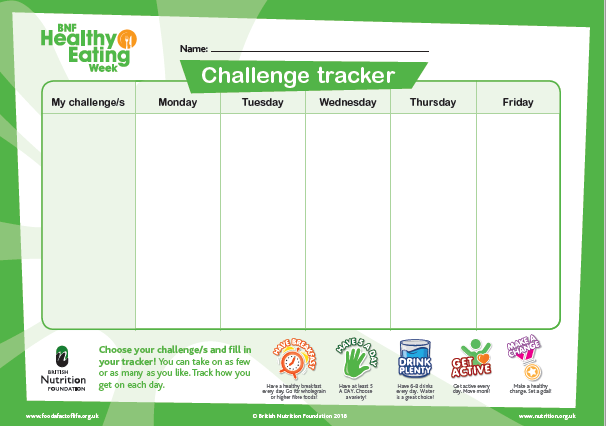 BNF
Healthy
Eating
Week
Name:
Challenge tracker
My challenge/s Monday Tuesday Wednesday Thursday Friday
BRITISH
Nutrition
FOUNDATION
Choose your challenge/s and fill in
your tracker! You can take on as few
or as many as you like. Track how you
get on each day.
HAVE BREAKFAST
Have a healthy breakfast
every day. Go for wholegrain
or higher fibre foods!
HAVE 5 A DAY
Have at least 5
A DAY. Choose
a variety!
DRINK
PLENTY
Have 6-8 drinks
every day. Water
is a great choice!
GET
ACTIVE
Get active every
day. Move more!
MAKE A
CHANGE
Make a healthy
change. Set a goal!
www.foodafactoflife.org.uk
© British Nutrition Foundation 2018
www.nutrition.org.uk